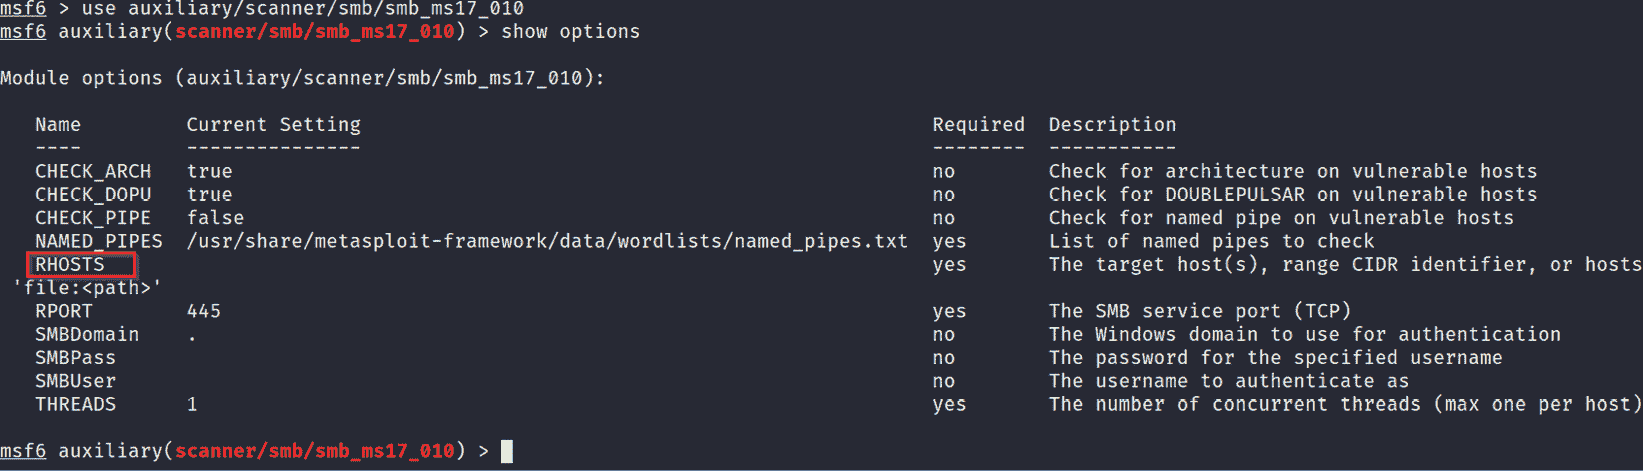 msf6 > use auxiliary/scanner/smb/smb_ms17_010
msf6 auxiliary(scanner/smb/smb_ms17_010) > show options
Module options (auxiliary/scanner/smb/smb_ms17_010):
Name Current Setting Required Description
---- --------------- -------- -----------
CHECK_ARCH true no Check for architecture on vulnerable hosts
CHECK_DOPU true no Check for DOUBLEPULSAR on vulnerable hosts
CHECK_PIPE false no Check for named pipe on vulnerable hosts
NAMED_PIPES /usr/share/metasploit-framework/data/wordlists/named_pipes.txt yes List of named pipes to check
RHOSTS yes The target host(s), range CIDR identifier, or hosts
'file:<path>'
RPORT 445 yes The SMB service port (TCP)
SMBDomain . no The Windows domain to use for authentication
SMBPass no The password for the specified username
SMBUser no The username to authenticate as
THREADS 1 yes The number of concurrent threads (max one per host)
msf6 auxiliary(scanner/smb/smb_ms17_010) >